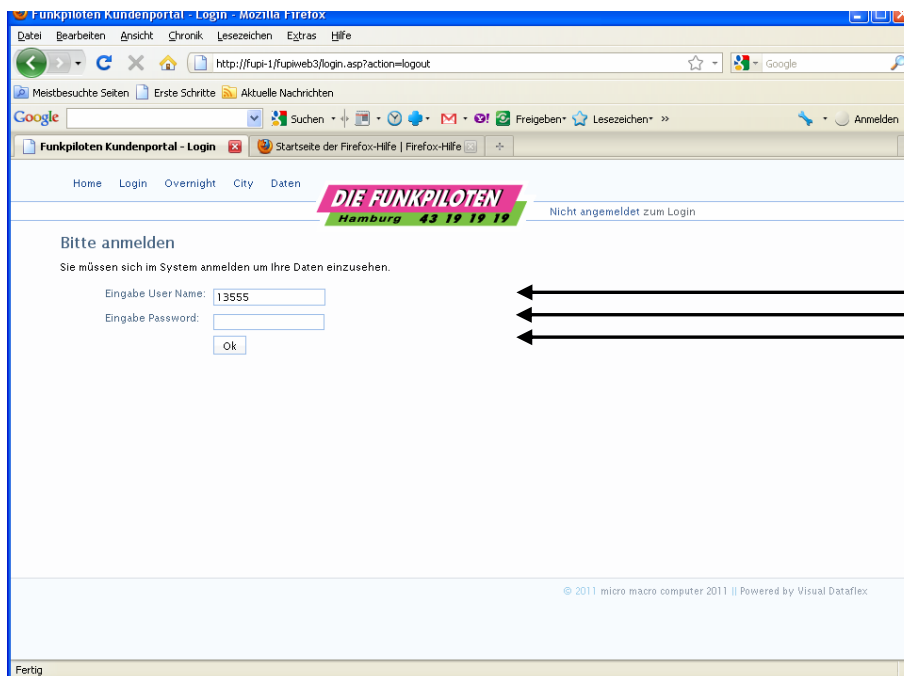 Funkpiloten Kundenportal - Login - Mozilla Firefox
Datei Bearbeiten Ansicht Chronik Lesezeichen Extras Hilfe
http://fupi-1/fupiweb3/login.asp?action=logout Google
Meistbesuchte Seiten Erste Schritte Aktuelle Nachrichten
Google Suchen Freigeben Lesezeichen » Anmelden
Funkpiloten Kundenportal - Login Startseite der Firefox-Hilfe | Firefox-Hilfe
Home Login Overnight City Daten
DIE FUNKPILOTEN
Hamburg 43 19 19 19
Nicht angemeldet zum Login
Bitte anmelden
Sie müssen sich im System anmelden um Ihre Daten einzusehen.
Eingabe User Name: 13555
Eingabe Password:
Ok
© 2011 micro macro computer 2011 || Powered by Visual Dataflex
Fertig